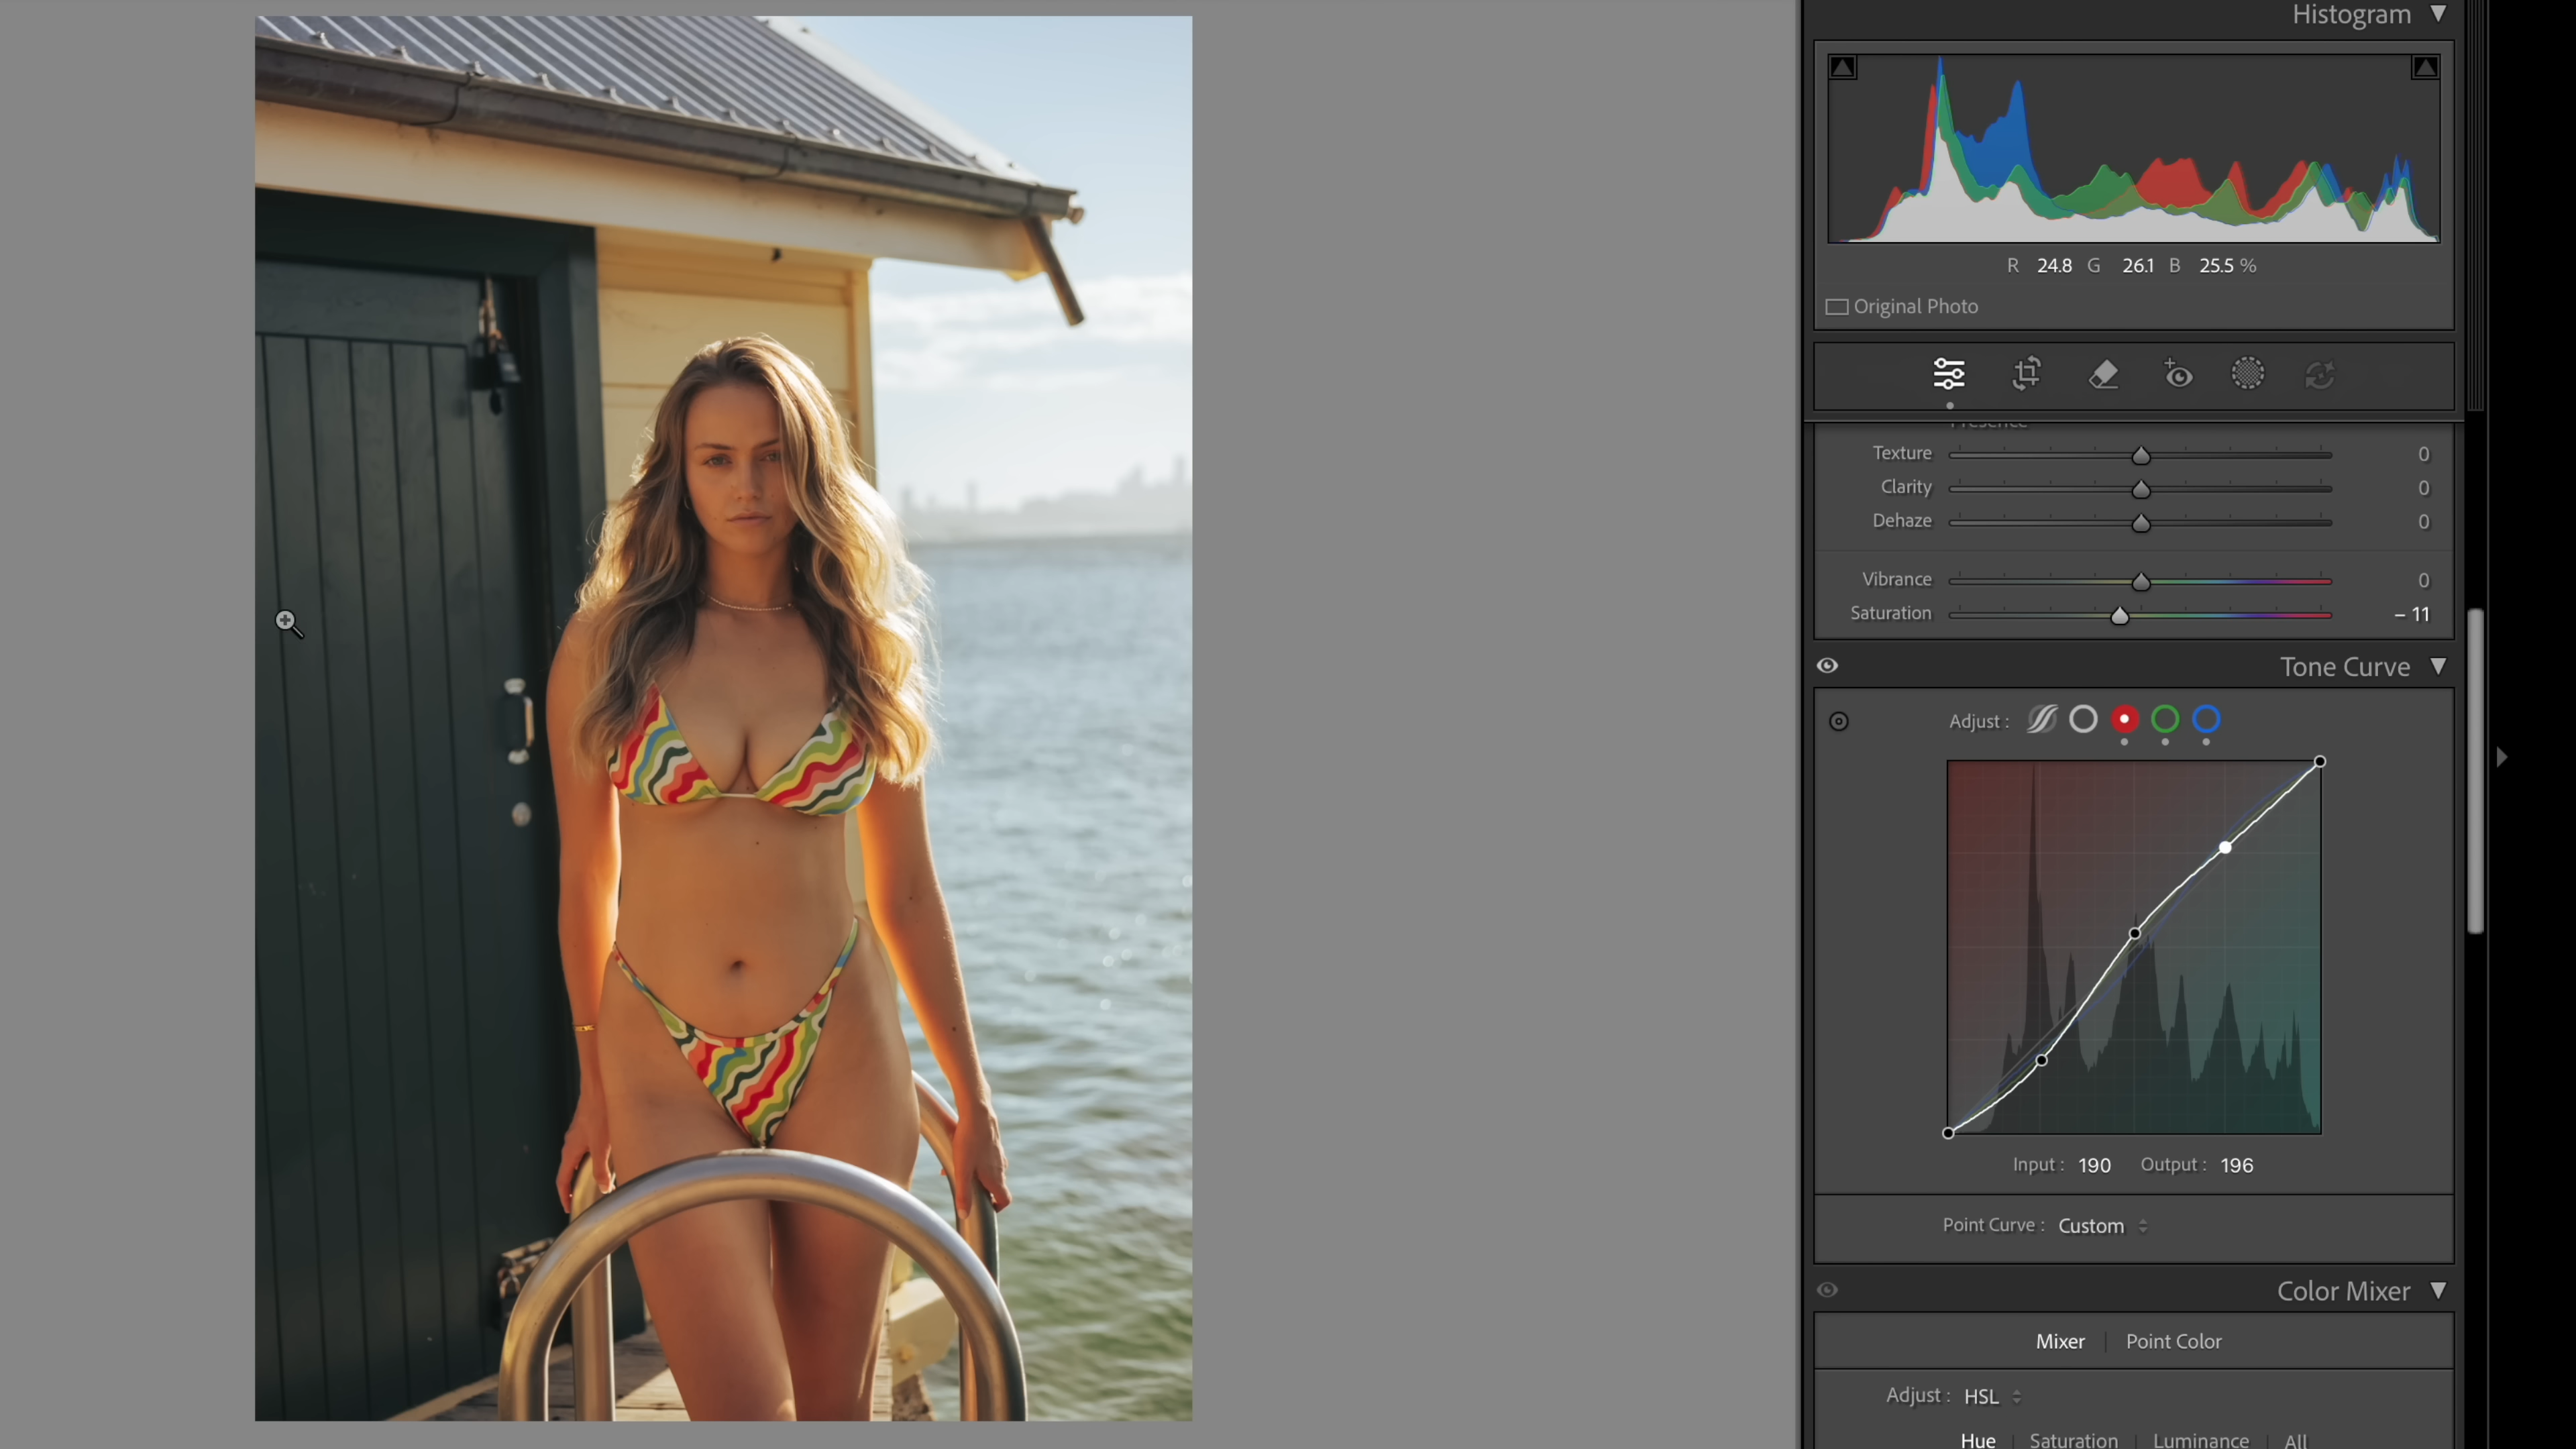 Histogram
R 24.8 G 26.1 B 25.5 %
Original Photo
Presence
Texture 0
Clarity 0
Dehaze 0
Vibrance 0
Saturation – 11
Tone Curve
Adjust :
Input : 190 Output : 196
Point Curve : Custom
Color Mixer
Mixer | Point Color
Adjust : HSL
Hue | Saturation | Luminance | All